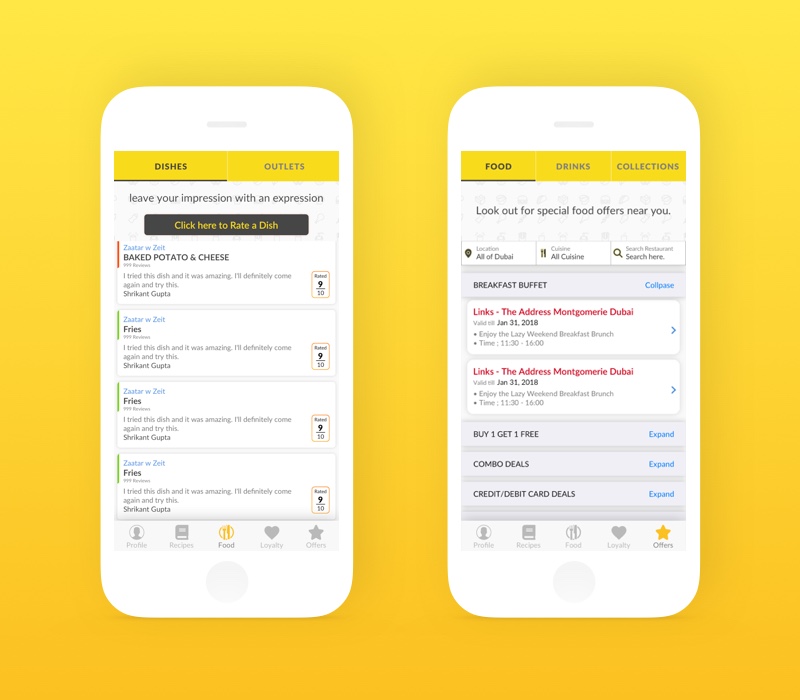 DISHES
OUTLETS
leave your impression with an expression
Click here to Rate a Dish
Zaatar w Zeit
BAKED POTATO & CHEESE
999 Reviews
I tried this dish and it was amazing. I'll definitely come
again and try this.
Shrikant Gupta
Rated
9
10
Zaatar w Zeit
Fries
999 Reviews
I tried this dish and it was amazing. I'll definitely come
again and try this.
Shrikant Gupta
Rated
9
10
Zaatar w Zeit
Fries
999 Reviews
I tried this dish and it was amazing. I'll definitely come
again and try this.
Shrikant Gupta
Rated
9
10
Zaatar w Zeit
Fries
999 Reviews
I tried this dish and it was amazing. I'll definitely come
again and try this.
Shrikant Gupta
Rated
9
10
Profile
Recipes
Food
Loyalty
Offers
FOOD
DRINKS
COLLECTIONS
Look out for special food offers near you.
Location
All of Dubai
Cuisine
All Cuisine
Search Restaurant
Search here.
BREAKFAST BUFFET
Collpase
Links - The Address Montgomerie Dubai
Valid till Jan 31, 2018
• Enjoy the Lazy Weekend Breakfast Brunch
• Time ; 11:30 - 16:00
Links - The Address Montgomerie Dubai
Valid till Jan 31, 2018
• Enjoy the Lazy Weekend Breakfast Brunch
• Time ; 11:30 - 16:00
BUY 1 GET 1 FREE
Expand
COMBO DEALS
Expand
CREDIT/DEBIT CARD DEALS
Expand
Profile
Recipes
Food
Loyalty
Offers